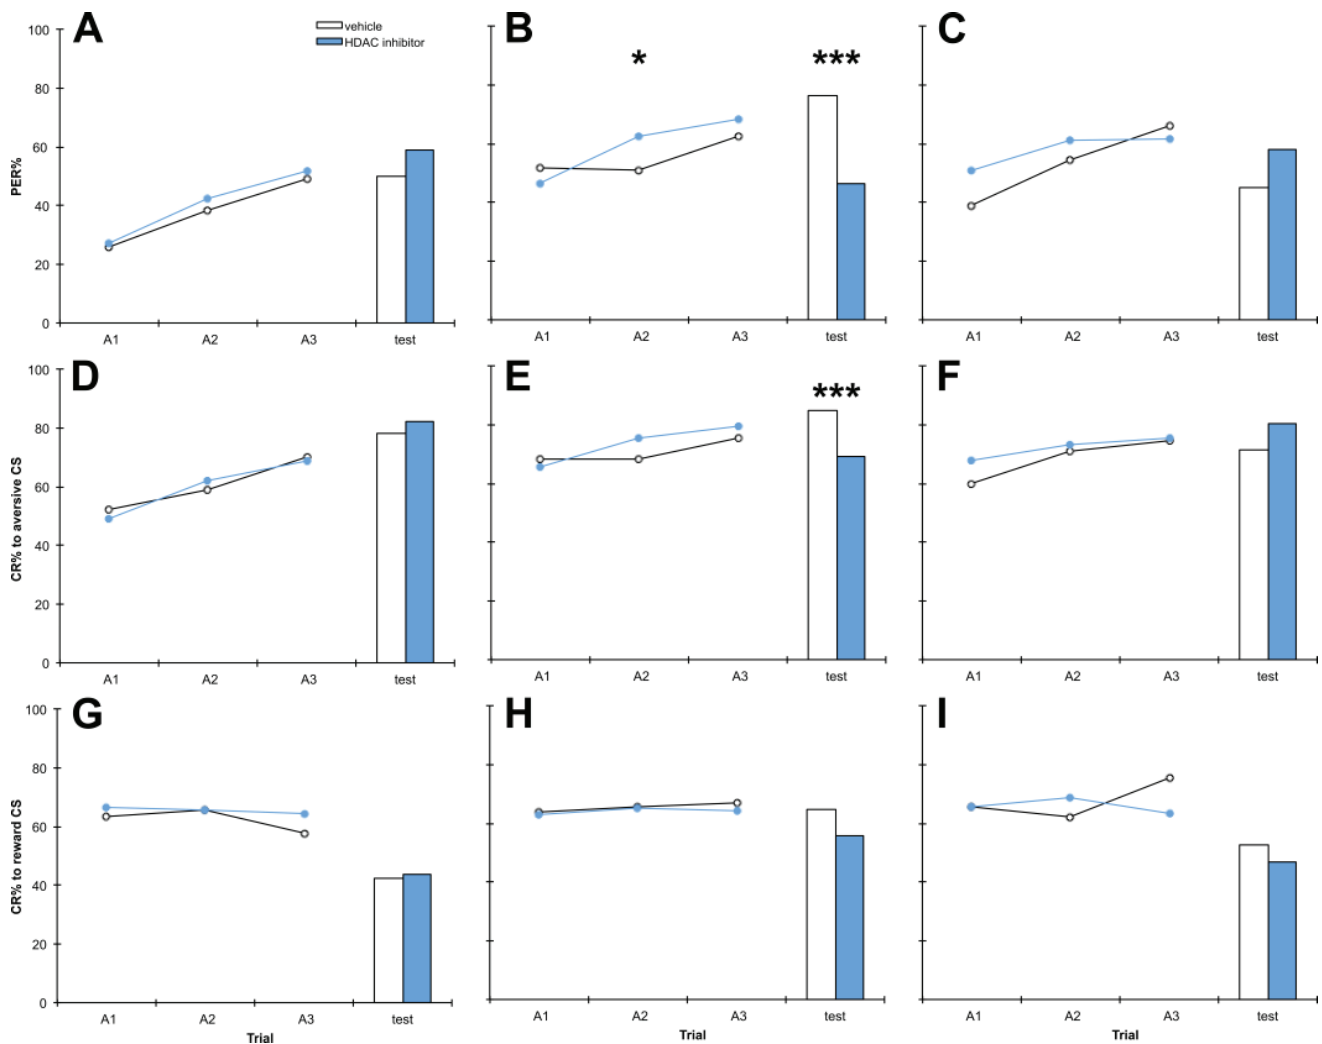 A
vehicle
HDAC inhibitor
B
*
***
C
PER%
100
80
60
40
20
0
A1
A2
A3
test
A1
A2
A3
test
A1
A2
A3
test
D
E
***
F
CR% to aversive CS
100
80
60
40
20
0
A1
A2
A3
test
A1
A2
A3
test
A1
A2
A3
test
G
H
I
CR% to reward CS
100
80
60
40
20
0
A1
A2
A3
test
A1
A2
A3
test
A1
A2
A3
test
Trial
Trial
Trial